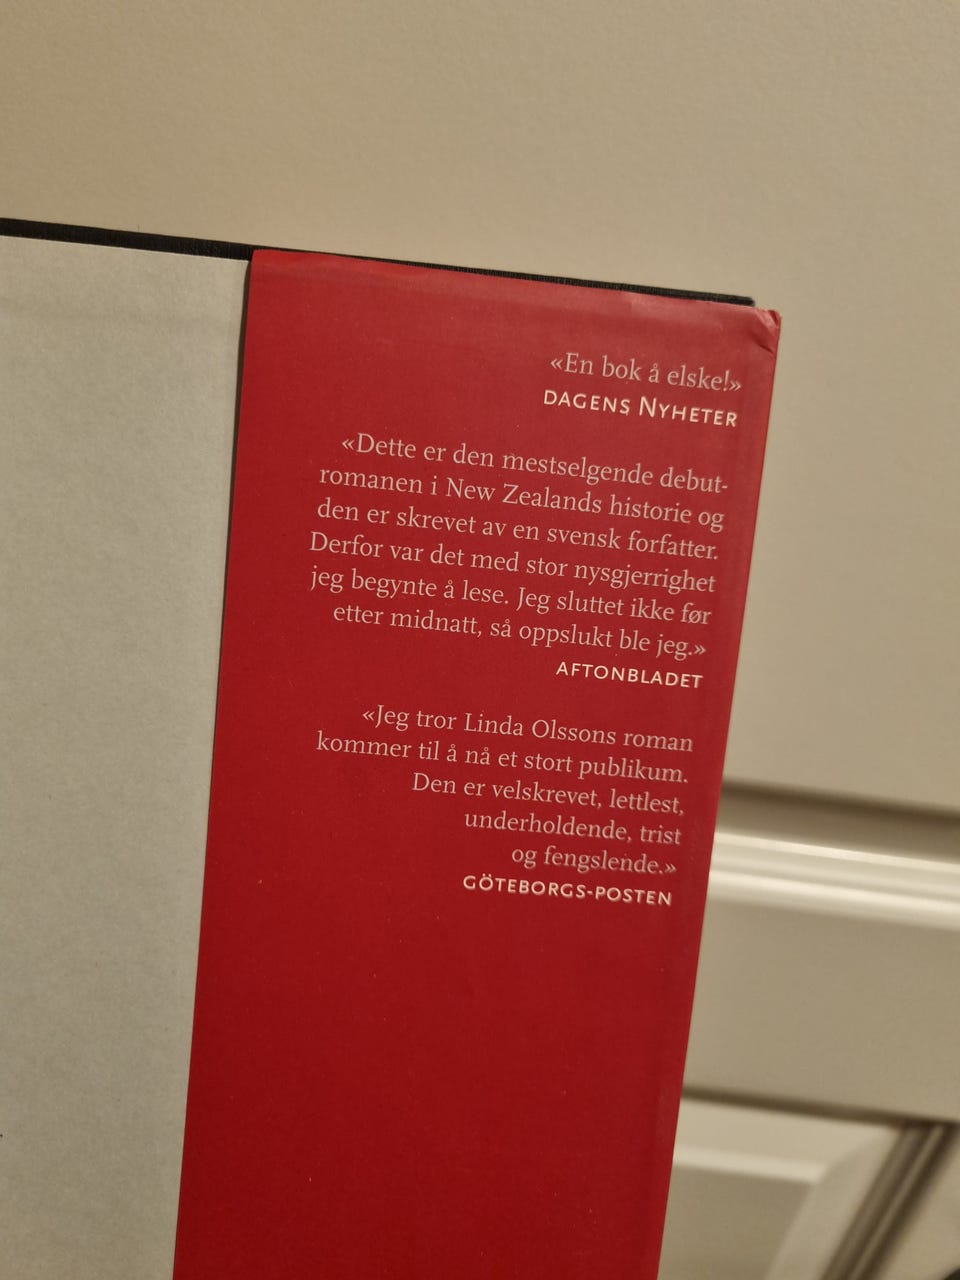 «En bok å elske!»
DAGENS NYHETER
«Dette er den mestselgende debut-
romanen i New Zealands historie og
den er skrevet av en svensk forfatter.
Derfor var det med stor nysgjerrighet
jeg begynte å lese. Jeg sluttet ikke før
etter midnatt, så oppslukt ble jeg.»
AFTONBLADET
«Jeg tror Linda Olssons roman
kommer til å nå et stort publikum.
Den er velskrevet, lettlest,
underholdende, trist
og fengslende.»
GÖTEBORGS-POSTEN